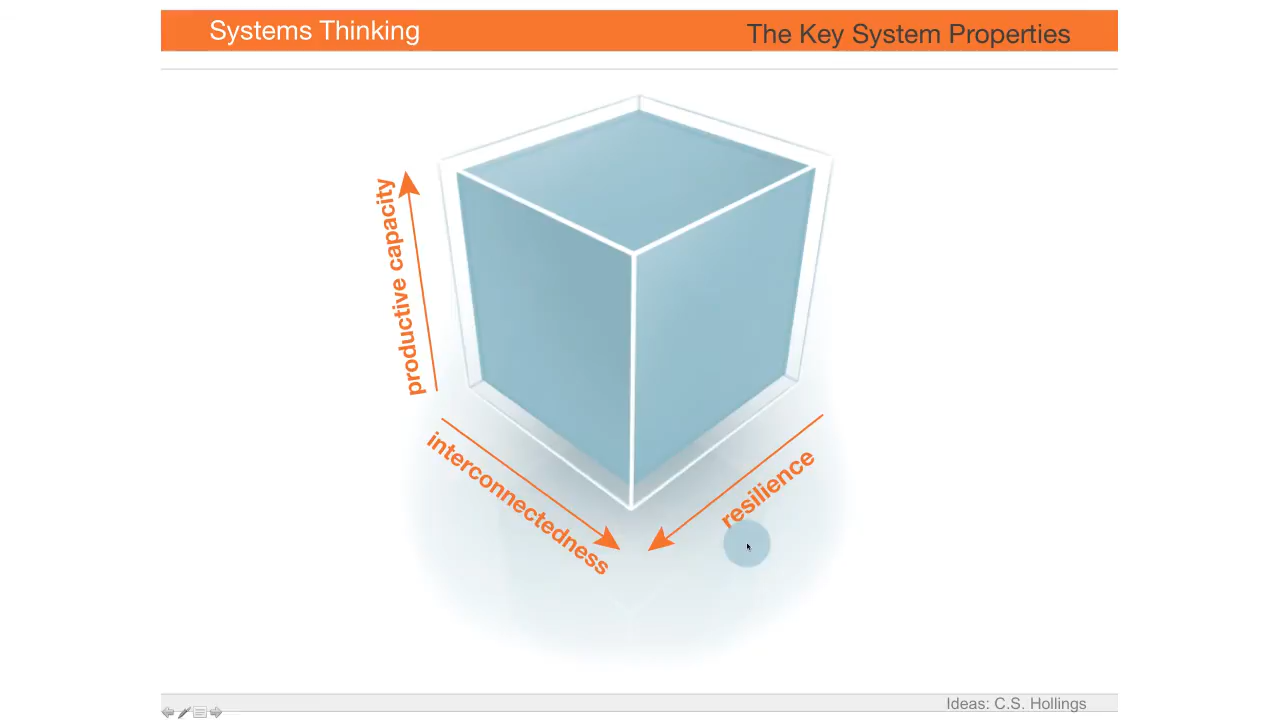 Systems Thinking
The Key System Properties
productive capacity
interconnectedness
resilience
Ideas: C.S. Hollings